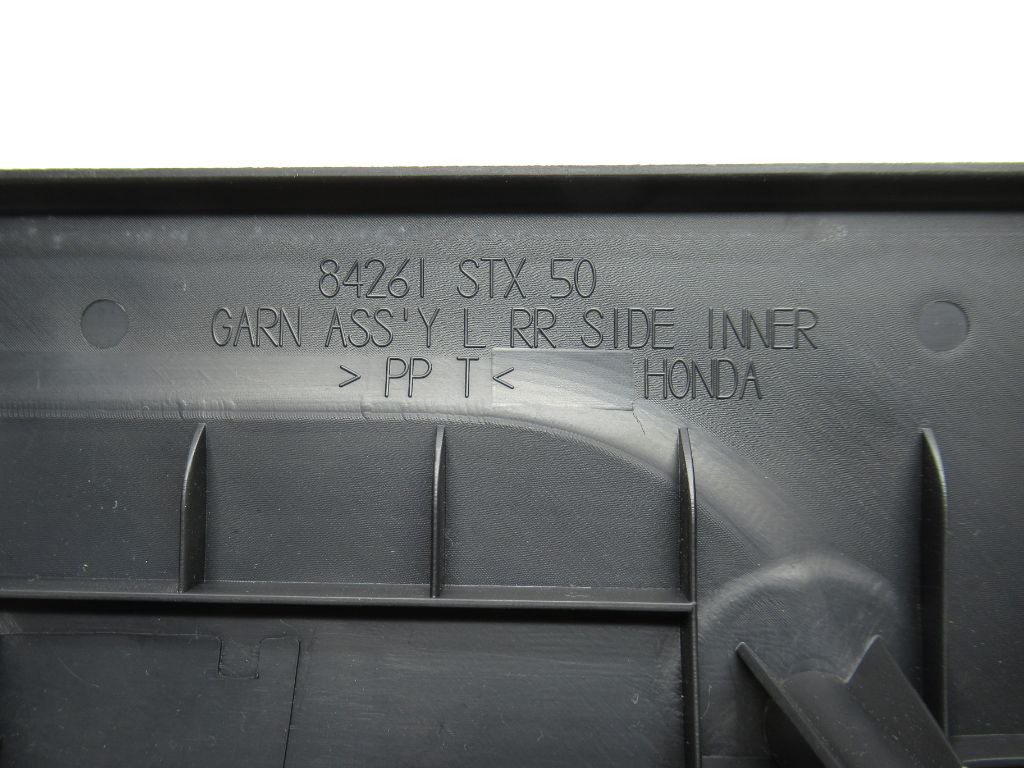 84261 STX 50
GARN ASS'Y L RR SIDE INNER
> PP T < HONDA